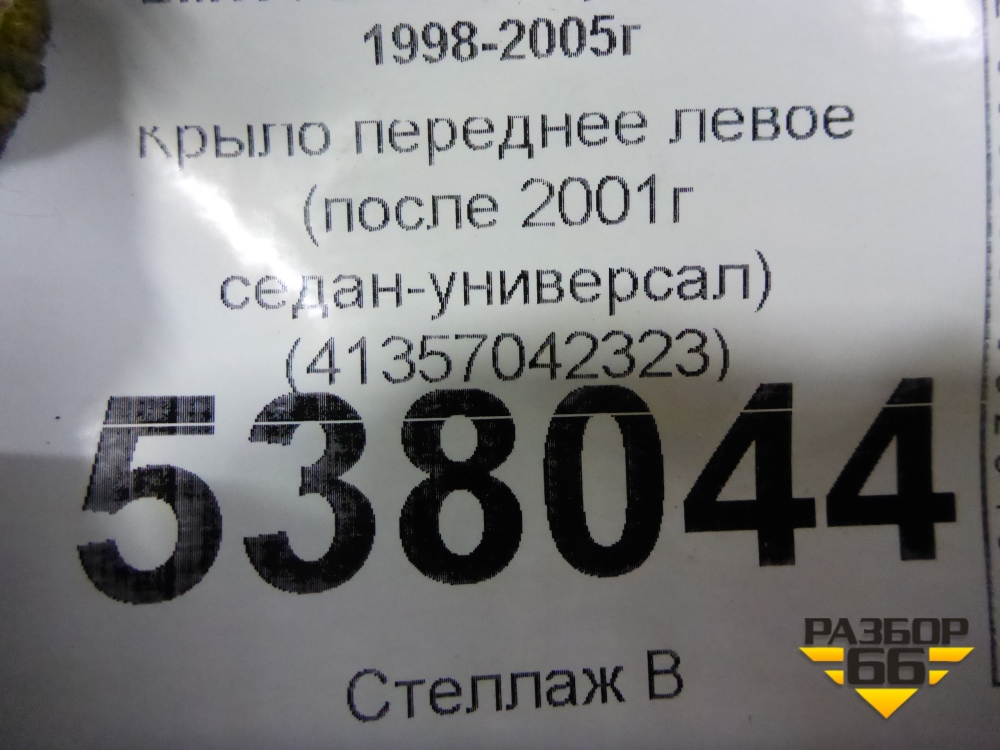 1998-2005г
крыло переднее левое
(после 2001г
седан-универсал)
(41357042323)
538044
Стеллаж В
РАЗБОР
66